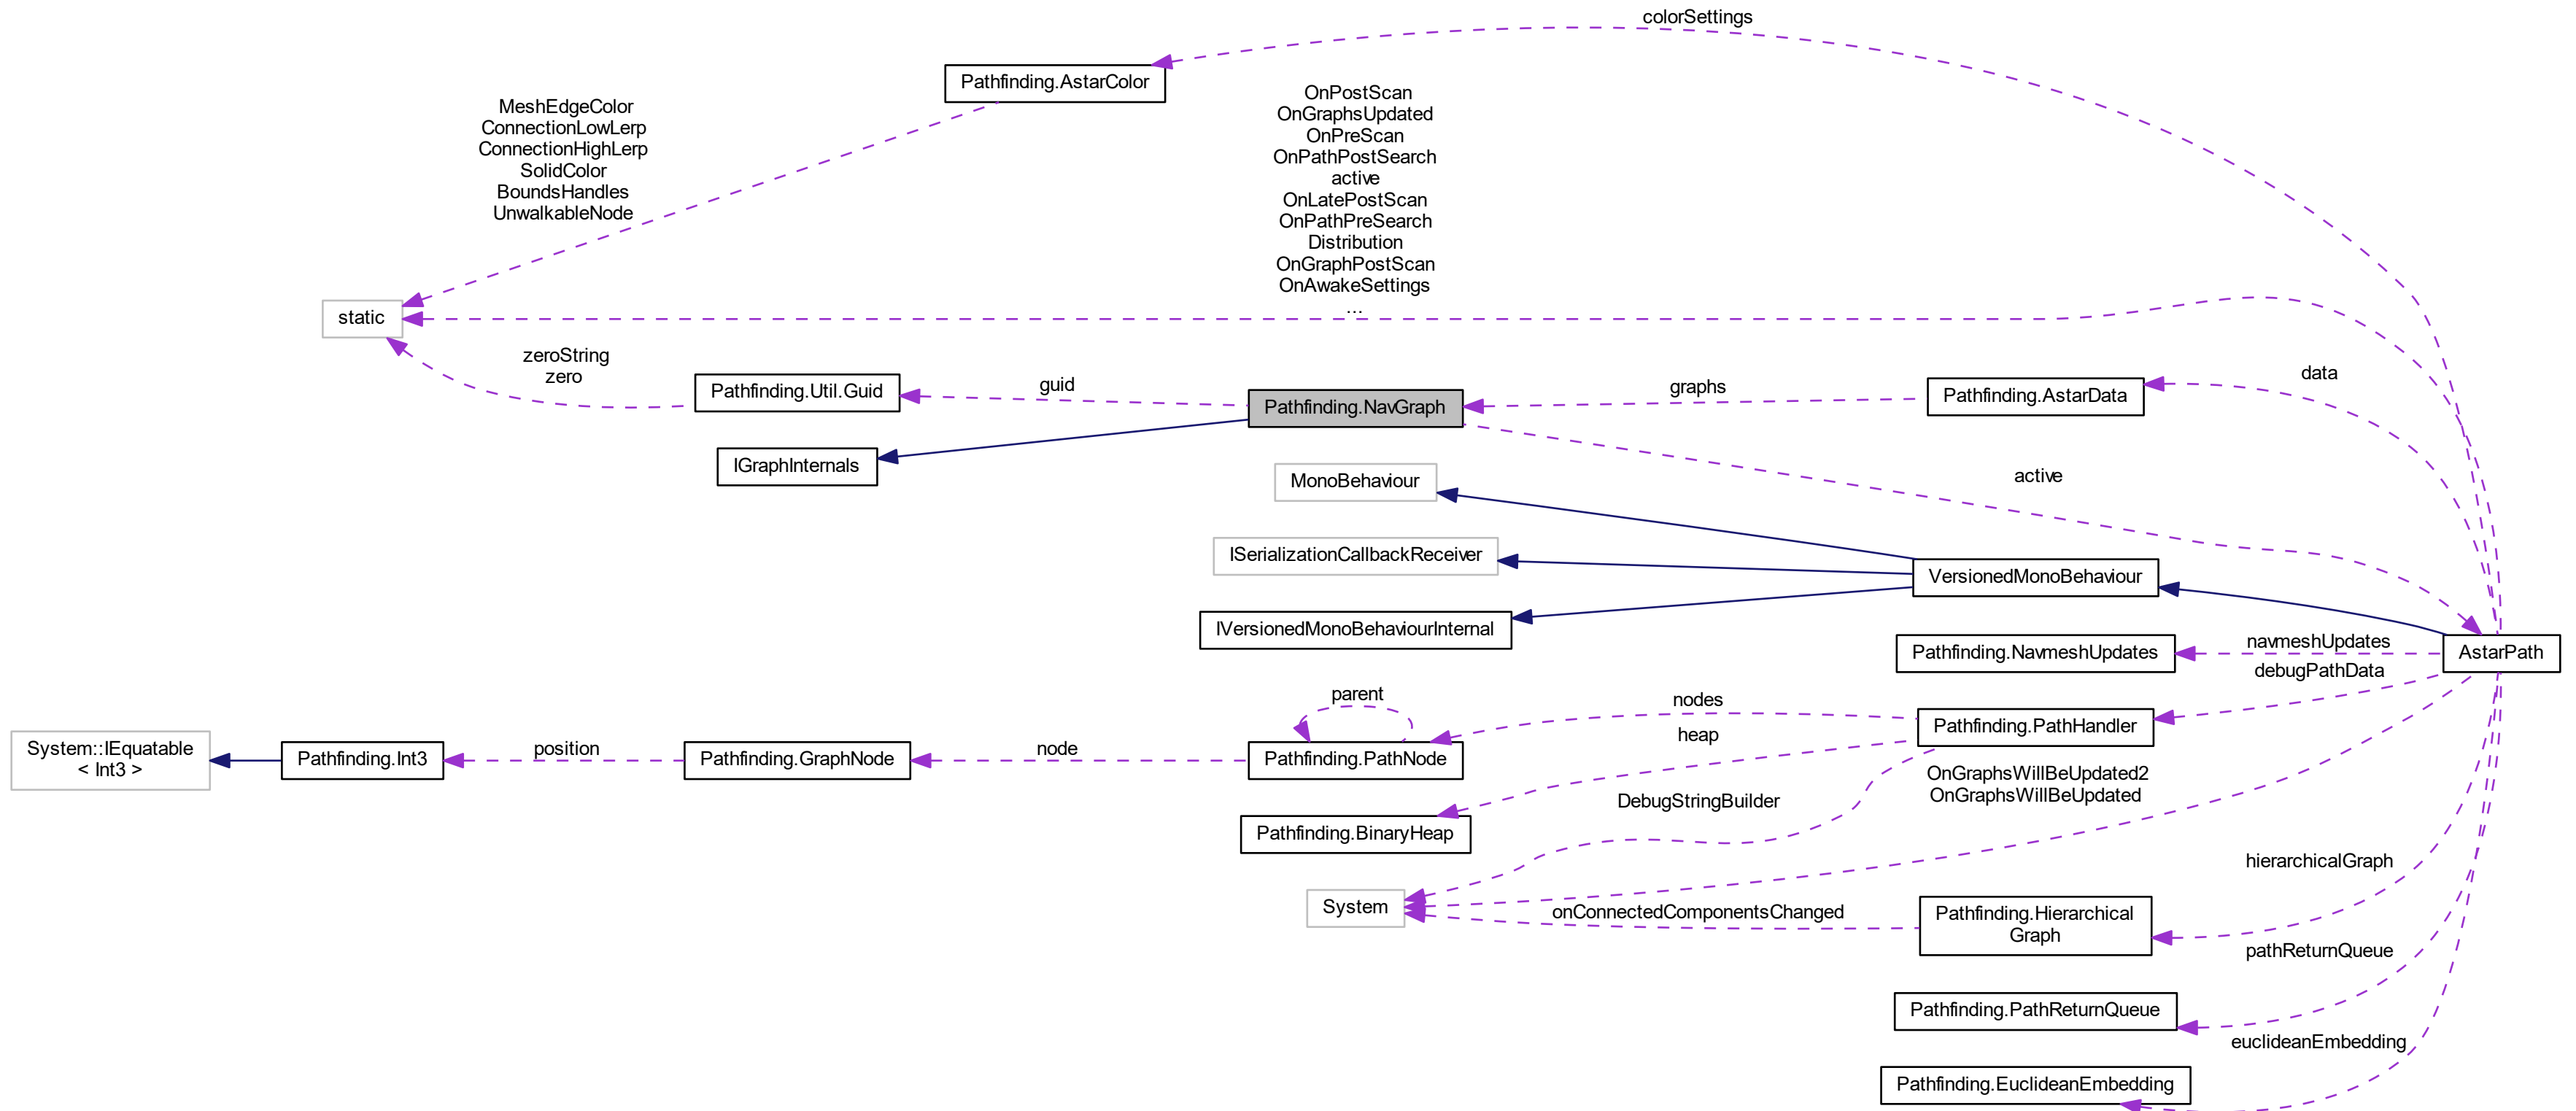 colorSettings
Pathfinding.AstarColor
MeshEdgeColor
ConnectionLowLerp
ConnectionHighLerp
SolidColor
BoundsHandles
UnwalkableNode
OnPostScan
OnGraphsUpdated
OnPreScan
OnPathPostSearch
active
OnLatePostScan
OnPathPreSearch
Distribution
OnGraphPostScan
OnAwakeSettings
...
static
zeroString
zero
Pathfinding.Util.Guid
guid
Pathfinding.NavGraph
graphs
Pathfinding.AstarData
data
IGraphInternals
MonoBehaviour
active
ISerializationCallbackReceiver
VersionedMonoBehaviour
IVersionedMonoBehaviourInternal
AstarPath
Pathfinding.NavmeshUpdates
navmeshUpdates
debugPathData
parent
nodes
Pathfinding.PathHandler
heap
System::IEquatable
< Int3 >
Pathfinding.Int3
position
Pathfinding.GraphNode
node
Pathfinding.PathNode
OnGraphsWillBeUpdated2
OnGraphsWillBeUpdated
DebugStringBuilder
Pathfinding.BinaryHeap
hierarchicalGraph
System
onConnectedComponentsChanged
Pathfinding.Hierarchical
Graph
pathReturnQueue
Pathfinding.PathReturnQueue
euclideanEmbedding
Pathfinding.EuclideanEmbedding